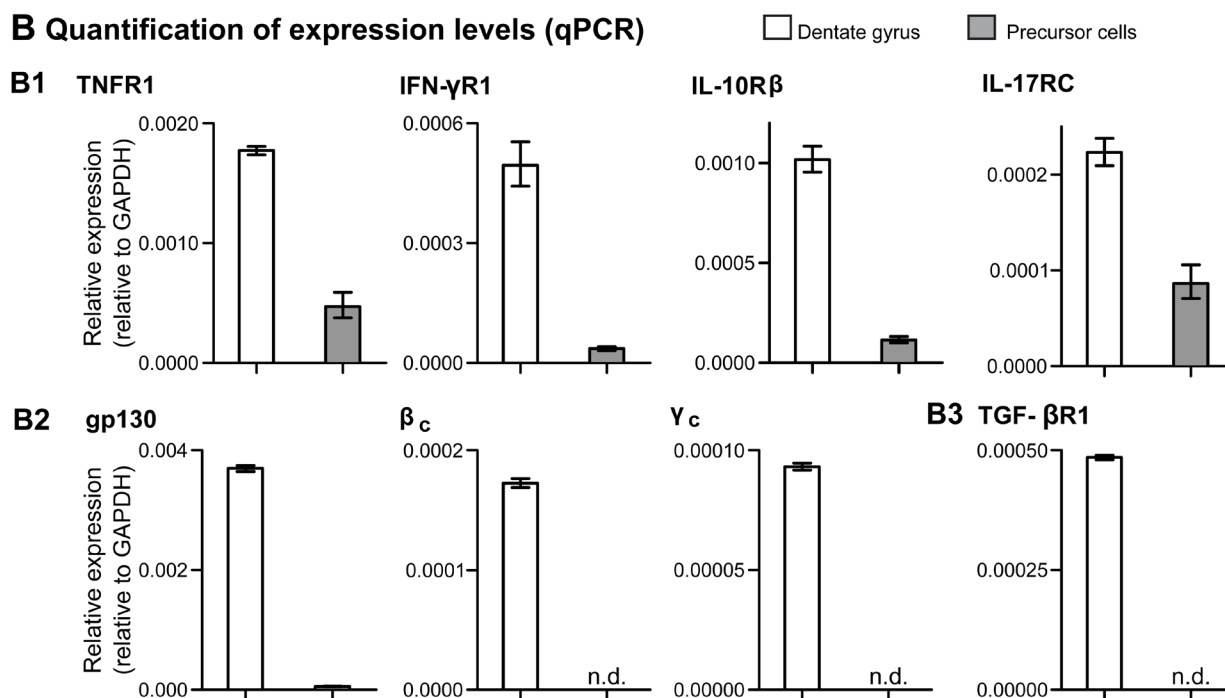 B Quantification of expression levels (qPCR)
Dentate gyrus
Precursor cells
B1
TNFR1
IFN-γR1
IL-10Rβ
IL-17RC
Relative expression
(relative to GAPDH)
0.0020
0.0010
0.0000
0.0006
0.0003
0.0000
0.0010
0.0005
0.0000
0.0002
0.0001
0.0000
B2
gp130
βc
γc
B3
TGF- βR1
Relative expression
(relative to GAPDH)
0.004
0.002
0.000
0.0002
0.0001
0.0000
n.d.
0.00010
0.00005
0.00000
n.d.
0.00050
0.00025
0.00000
n.d.